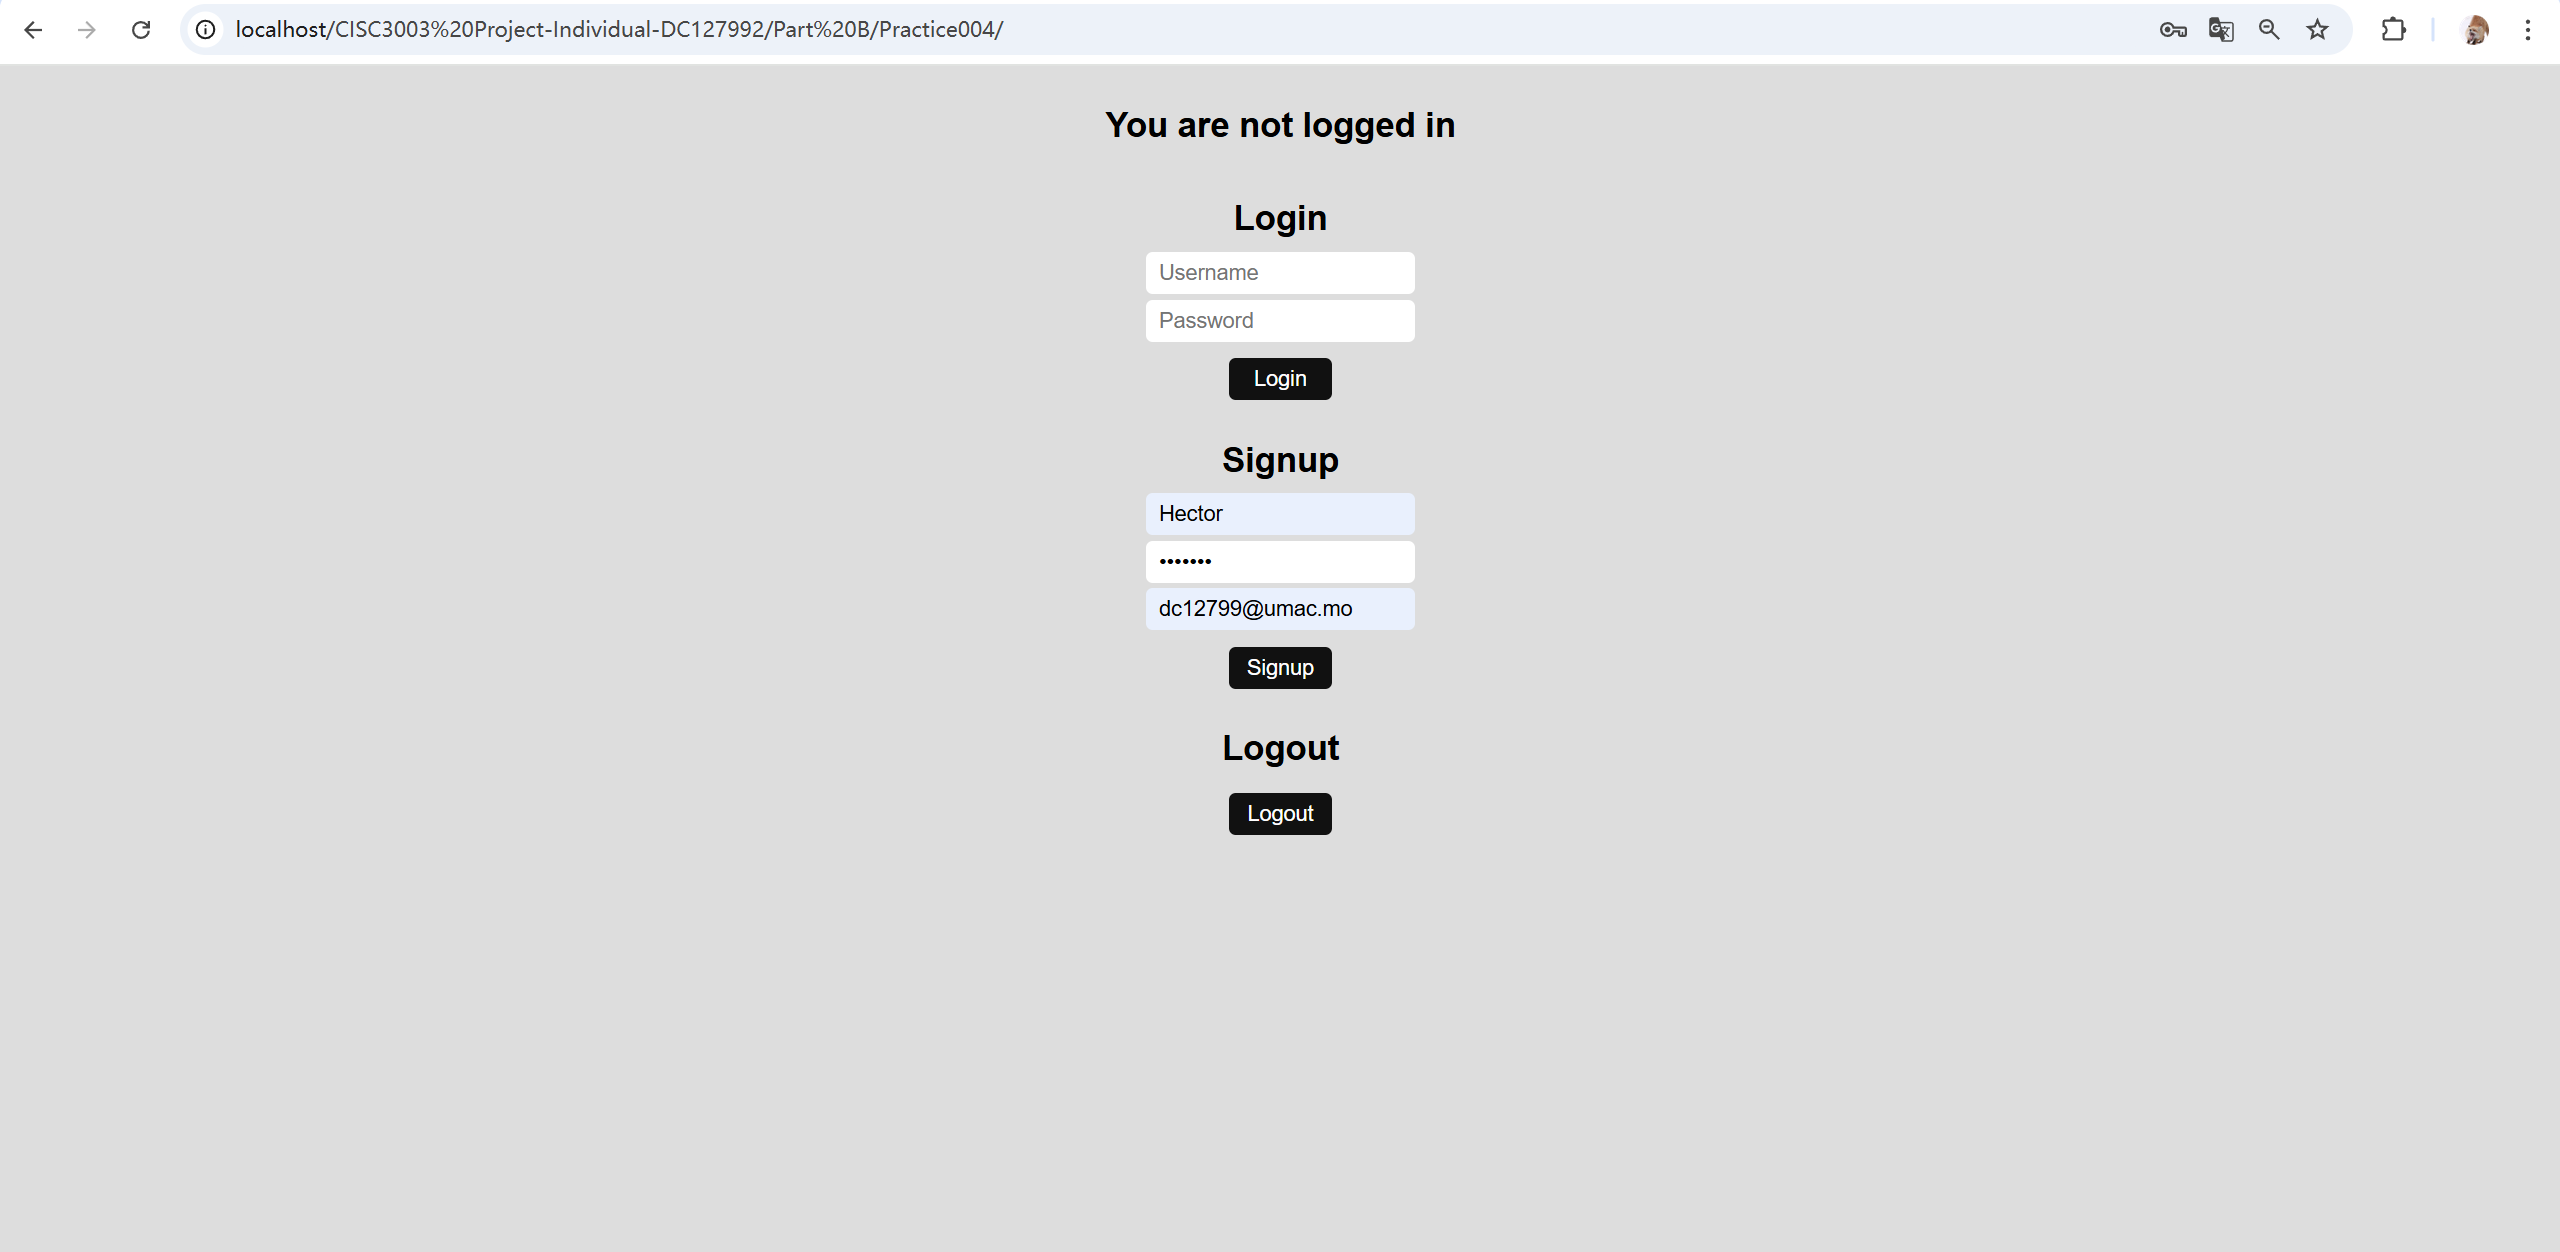 localhost/CISC3003%20Project-Individual-DC127992/Part%20B/Practice004/
You are not logged in
Login
Username
Password
Login
Signup
Hector
•••••••
dc12799@umac.mo
Signup
Logout
Logout